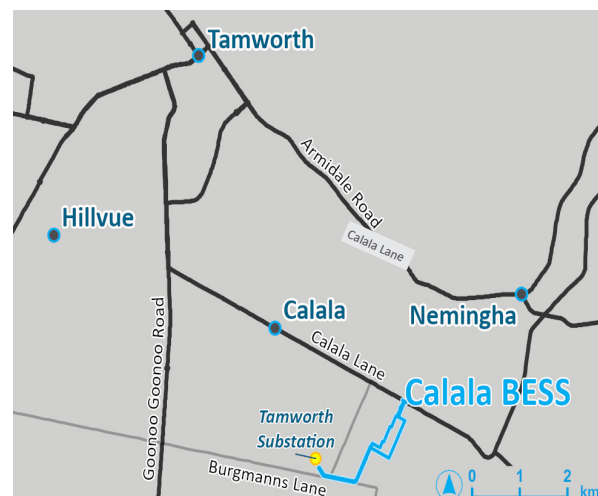 Tamworth
Armidale Road
Hillvue
Calala Lane
Calala
Nemingha
Calala Lane
Goonoo Goonoo Road
Calala BESS
Tamworth
Substation
Burgmanns Lane
0 1 2
km